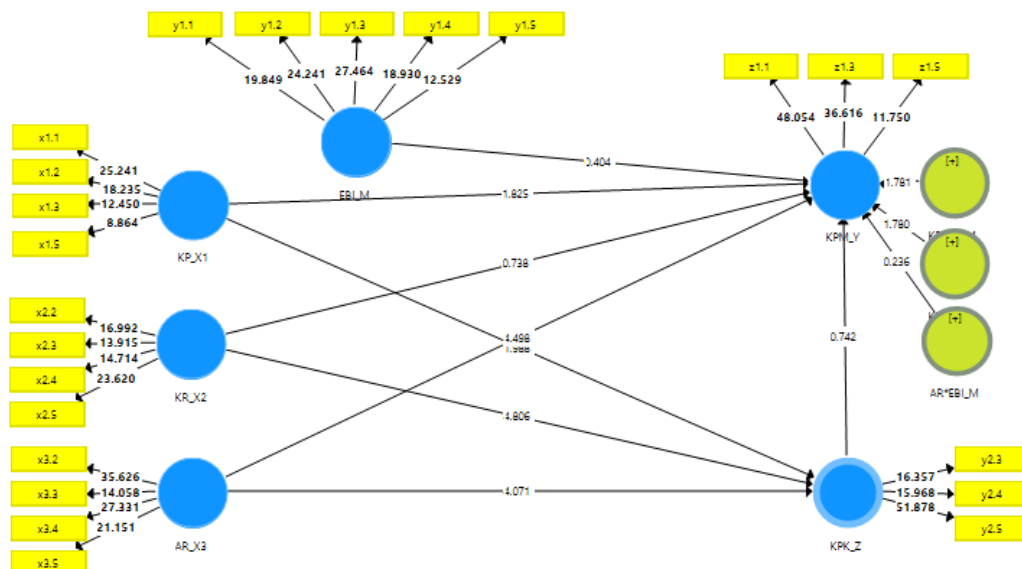 y1.1
y1.2
y1.3
y1.4
y1.5
19.849
24.241
27.464
18.930
12.529
EBI_M
z1.1
z1.3
z1.5
48.054
36.616
11.750
KPM_Y
x1.1
x1.2
x1.3
x1.5
25.241
18.235
12.450
8.864
KP_X1
x2.2
x2.3
x2.4
x2.5
16.992
13.915
14.714
23.620
KR_X2
x3.2
x3.3
x3.4
x3.5
35.626
14.058
27.331
21.151
AR_X3
0.404
1.825
0.738
4.498
4.806
4.071
0.742
1.781
1.780
0.236
[+]
[+]
[+]
AR*EBI_M
y2.3
y2.4
y2.5
16.357
15.968
51.878
KPK_Z